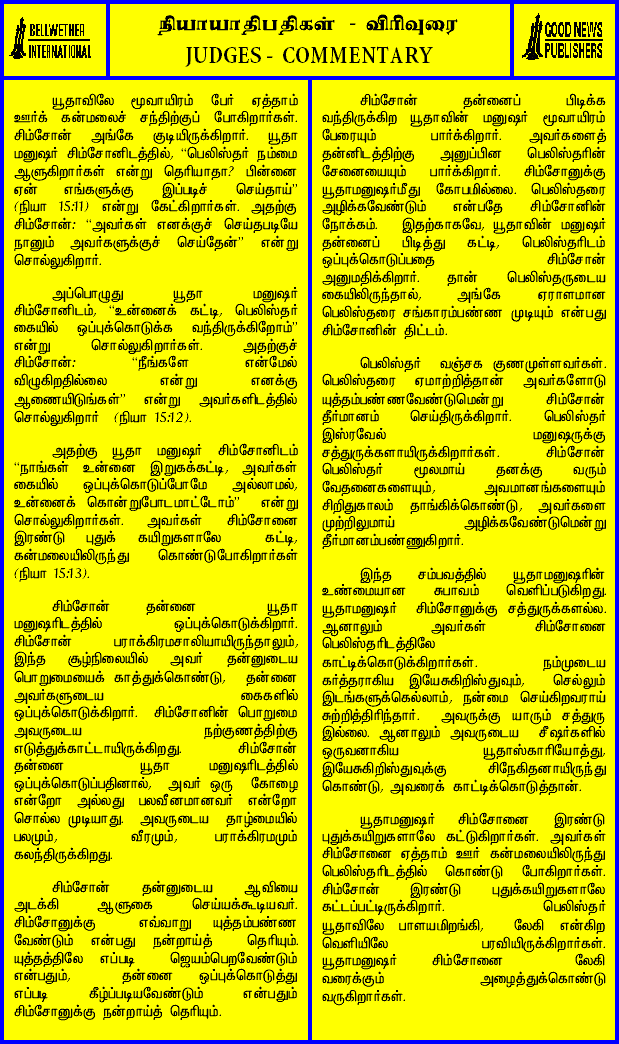 BELLWETHER
INTERNATIONAL
நியாயாதிபதிகள் - விரிவுரை
JUDGES - COMMENTARY
GOOD NEWS
PUBLISHERS
யூதாவிலே மூவாயிரம் பேர் ஏத்தாம்
ஊர்க் கன்மலைச் சந்திற்குப் போகிறார்கள்.
சிம்சோன் அங்கே குடியிருக்கிறார். யூதா
மனுஷர் சிம்சோனிடத்தில், "பெலிஸ்தர் நம்மை
ஆளுகிறார்கள் என்று தெரியாதா? பின்னை
ஏன் எங்களுக்கு இப்படிச் செய்தாய்"
(நியா 15:11) என்று கேட்கிறார்கள். அதற்கு
சிம்சோன்: "அவர்கள் எனக்குச் செய்தபடியே
நானும் அவர்களுக்குச் செய்தேன்" என்று
சொல்லுகிறார்.
அப்பொழுது யூதா மனுஷர்
சிம்சோனிடம், "உன்னைக் கட்டி, பெலிஸ்தர்
கையில் ஒப்புக்கொடுக்க வந்திருக்கிறோம்"
என்று சொல்லுகிறார்கள். அதற்குச்
சிம்சோன்: "நீங்களே என்மேல்
விழுகிறதில்லை என்று எனக்கு
ஆணையிடுங்கள்" என்று அவர்களிடத்தில்
சொல்லுகிறார் (நியா 15:12).
அதற்கு யூதா மனுஷர் சிம்சோனிடம்
"நாங்கள் உன்னை இறுகக்கட்டி, அவர்கள்
கையில் ஒப்புக்கொடுப்போமே அல்லாமல்,
உன்னைக் கொன்றுபோடமாட்டோம்" என்று
சொல்லுகிறார்கள். அவர்கள் சிம்சோனை
இரண்டு புதுக் கயிறுகளாலே கட்டி,
கன்மலையிலிருந்து கொண்டுபோகிறார்கள்
(நியா 15:13).
சிம்சோன் தன்னை யூதா
மனுஷரிடத்தில் ஒப்புக்கொடுக்கிறார்.
சிம்சோன் பராக்கிரமசாலியாயிருந்தாலும்,
இந்த சூழ்நிலையில் அவர் தன்னுடைய
பொறுமையைக் காத்துக்கொண்டு, தன்னை
அவர்களுடைய கைகளில்
ஒப்புக்கொடுக்கிறார். சிம்சோனின் பொறுமை
அவருடைய நற்குணத்திற்கு
எடுத்துக்காட்டாயிருக்கிறது. சிம்சோன்
தன்னை யூதா மனுஷரிடத்தில்
ஒப்புக்கொடுப்பதினால், அவர் ஒரு கோழை
என்றோ அல்லது பலவீனமானவர் என்றோ
சொல்ல முடியாது. அவருடைய தாழ்மையில்
பலமும், வீரமும், பராக்கிரமமும்
கலந்திருக்கிறது.
சிம்சோன் தன்னுடைய ஆவியை
அடக்கி ஆளுகை செய்யக்கூடியவர்.
சிம்சோனுக்கு எவ்வாறு யுத்தம்பண்ண
வேண்டும் என்பது நன்றாய்த் தெரியும்.
யுத்தத்திலே எப்படி ஜெயம்பெறவேண்டும்
என்பதும், தன்னை ஒப்புக்கொடுத்து
எப்படி கீழ்ப்படியவேண்டும் என்பதும்
சிம்சோனுக்கு நன்றாய்த் தெரியும்.
சிம்சோன் தன்னைப் பிடிக்க
வந்திருக்கிற யூதாவின் மனுஷர் மூவாயிரம்
பேரையும் பார்க்கிறார். அவர்களைத்
தன்னிடத்திற்கு அனுப்பின பெலிஸ்தரின்
சேனையையும் பார்க்கிறார். சிம்சோனுக்கு
யூதாமனுஷர்மீது கோபமில்லை. பெலிஸ்தரை
அழிக்கவேண்டும் என்பதே சிம்சோனின்
நோக்கம். இதற்காகவே, யூதாவின் மனுஷர்
தன்னைப் பிடித்து கட்டி, பெலிஸ்தரிடம்
ஒப்புக்கொடுப்பதை சிம்சோன்
அனுமதிக்கிறார். தான் பெலிஸ்தருடைய
கையிலிருந்தால், அங்கே ஏராளமான
பெலிஸ்தரை சங்காரம்பண்ண முடியும் என்பது
சிம்சோனின் திட்டம்.
பெலிஸ்தர் வஞ்சக குணமுள்ளவர்கள்.
பெலிஸ்தரை ஏமாற்றித்தான் அவர்களோடு
யுத்தம்பண்ணவேண்டுமென்று சிம்சோன்
தீர்மானம் செய்திருக்கிறார். பெலிஸ்தர்
இஸ்ரவேல் மனுஷருக்கு
சத்துருக்களாயிருக்கிறார்கள். சிம்சோன்
பெலிஸ்தர் மூலமாய் தனக்கு வரும்
வேதனைகளையும், அவமானங்களையும்
சிறிதுகாலம் தாங்கிக்கொண்டு, அவர்களை
முற்றிலுமாய் அழிக்கவேண்டுமென்று
தீர்மானம்பண்ணுகிறார்.
இந்த சம்பவத்தில் யூதாமனுஷரின்
உண்மையான சுபாவம் வெளிப்படுகிறது.
யூதாமனுஷர் சிம்சோனுக்கு சத்துருக்களல்ல.
ஆனாலும் அவர்கள் சிம்சோனை
பெலிஸ்தரிடத்திலே
காட்டிக்கொடுக்கிறார்கள். நம்முடைய
கர்த்தராகிய இயேசுகிறிஸ்துவும், செல்லும்
இடங்களுக்கெல்லாம், நன்மை செய்கிறவராய்
சுற்றித்திரிந்தார். அவருக்கு யாரும் சத்துரு
இல்லை. ஆனாலும் அவருடைய சீஷர்களில்
ஒருவனாகிய யூதாஸ்காரியோத்து,
இயேசுகிறிஸ்துவுக்கு சிநேகிதனாயிருந்து
கொண்டு, அவரைக் காட்டிக்கொடுத்தான்.
யூதாமனுஷர் சிம்சோனை இரண்டு
புதுக்கயிறுகளாலே கட்டுகிறார்கள். அவர்கள்
சிம்சோனை ஏத்தாம் ஊர் கன்மலையிலிருந்து
பெலிஸ்தரிடத்தில் கொண்டு போகிறார்கள்.
சிம்சோன் இரண்டு புதுக்கயிறுகளாலே
கட்டப்பட்டிருக்கிறார். பெலிஸ்தர்
யூதாவிலே பாளயமிறங்கி, லேகி என்கிற
வெளியிலே பரவியிருக்கிறார்கள்.
யூதாமனுஷர் சிம்சோனை லேகி
வரைக்கும் அழைத்துக்கொண்டு
வருகிறார்கள்.